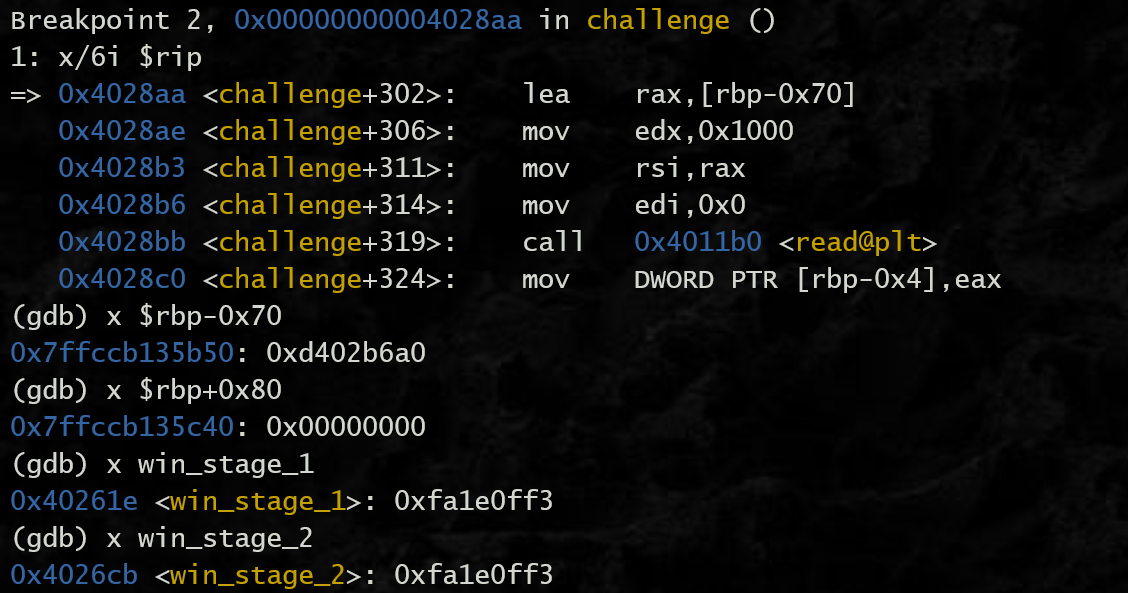 Breakpoint 2, 0x00000000004028aa in challenge ()
1: x/6i $rip
=> 0x4028aa <challenge+302>:    lea    rax,[rbp-0x70]
   0x4028ae <challenge+306>:    mov    edx,0x1000
   0x4028b3 <challenge+311>:    mov    rsi,rax
   0x4028b6 <challenge+314>:    mov    edi,0x0
   0x4028bb <challenge+319>:    call   0x4011b0 <read@plt>
   0x4028c0 <challenge+324>:    mov    DWORD PTR [rbp-0x4],eax
(gdb) x $rbp-0x70
0x7ffccb135b50: 0xd402b6a0
(gdb) x $rbp+0x80
0x7ffccb135c40: 0x00000000
(gdb) x win_stage_1
0x40261e <win_stage_1>: 0xfa1e0ff3
(gdb) x win_stage_2
0x4026cb <win_stage_2>: 0xfa1e0ff3